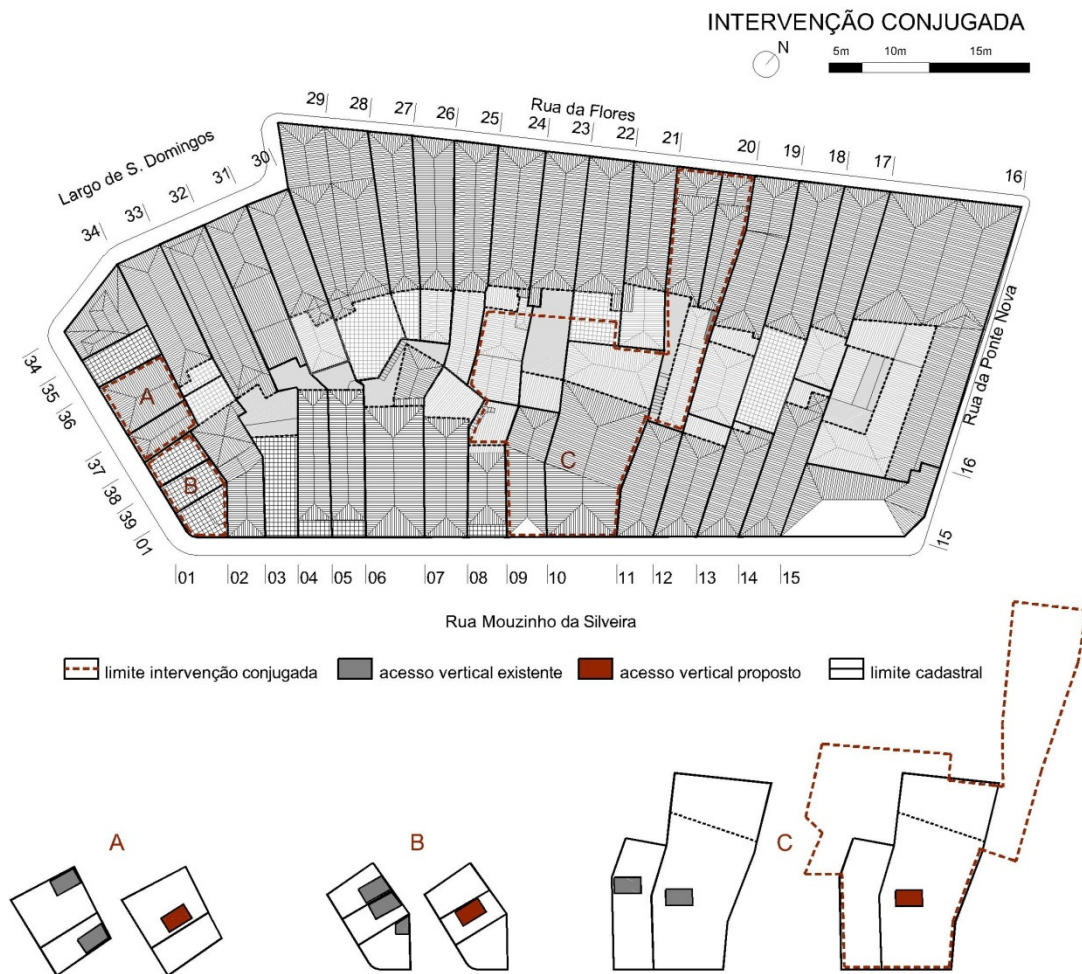 INTERVENÇÃO CONJUGADA
N
5m 10m 15m
Rua da Flores
29 28 27 26 25 24 23 22 21 20 19 18 17 16
Largo de S. Domingos
34 33 32 31 30
Rua da Ponte Nova
16
15
34
35
36
37
38
39
01
A
B
C
01 02 03 04 05 06 07 08 09 10 11 12 13 14 15
Rua Mouzinho da Silveira
limite intervenção conjugada acesso vertical existente acesso vertical proposto limite cadastral
A B C